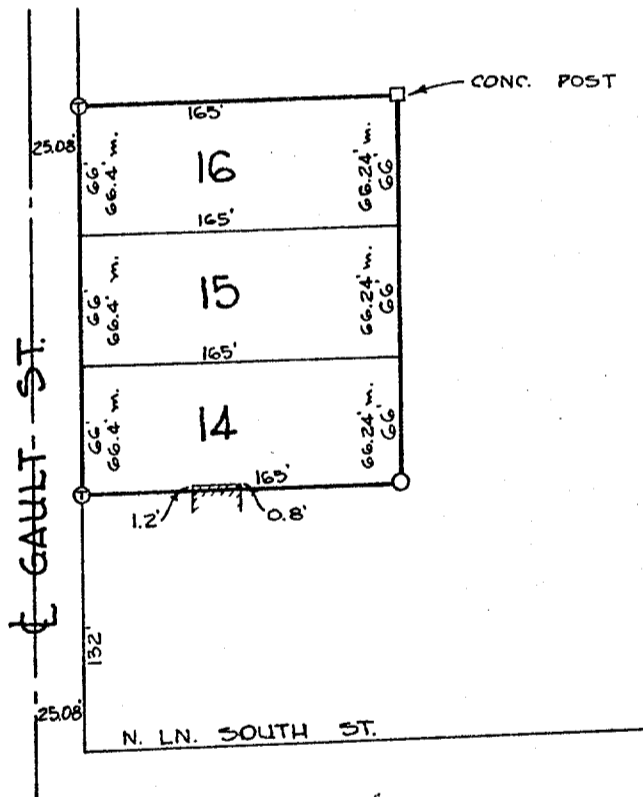 CONC. POST
165'
25.08'
66'
66.4' m.
16
66.24' m.
66'
165'
66'
66.4' m.
15
66.24' m.
66'
165'
66'
66.4' m.
14
66.24' m.
66'
165'
1.2'
0.8'
℄ GAULT ST.
132'
25.08'
N. LN. SOUTH ST.